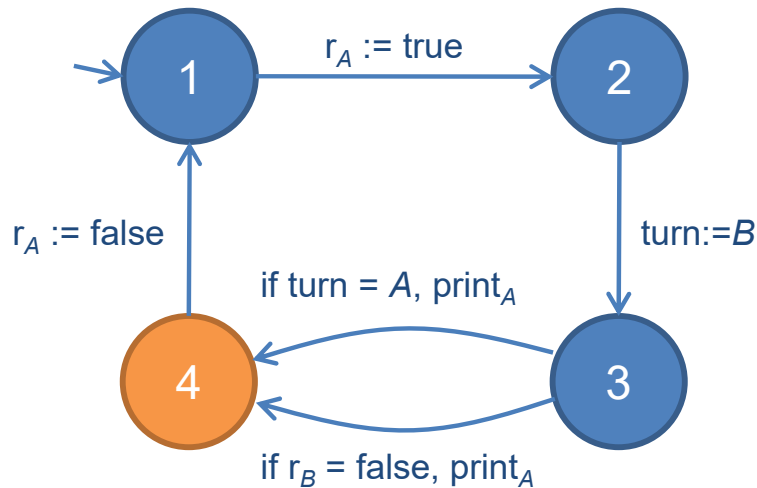 r_A := true
1
2
r_A := false
turn:=B
if turn = A, print_A
4
3
if r_B = false, print_A